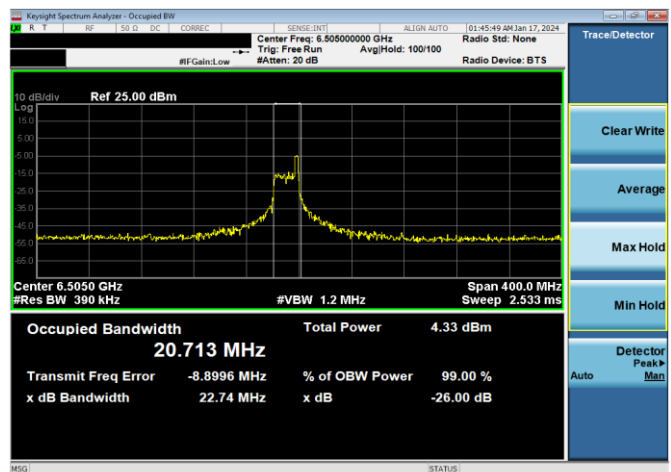 Keysight Spectrum Analyzer - Occupied BW
R T RF 50 Ω DC CORREC SENSE:INT ALIGN AUTO 01:45:49 AM Jan 17, 2024
Center Freq: 6.505000000 GHz Radio Std: None
Trig: Free Run Avg|Hold: 100/100
#IFGain:Low #Atten: 20 dB Radio Device: BTS
Trace/Detector
10 dB/div Ref 25.00 dBm
Log
15.0
5.00
-5.00
-15.0
-25.0
-35.0
-45.0
-55.0
-65.0
Center 6.5050 GHz Span 400.0 MHz
#Res BW 390 kHz #VBW 1.2 MHz Sweep 2.533 ms
Occupied Bandwidth Total Power 4.33 dBm
20.713 MHz
Transmit Freq Error -8.8996 MHz % of OBW Power 99.00 %
x dB Bandwidth 22.74 MHz x dB -26.00 dB
Clear Write
Average
Max Hold
Min Hold
Detector
Peak▶
Auto Man
MSG STATUS